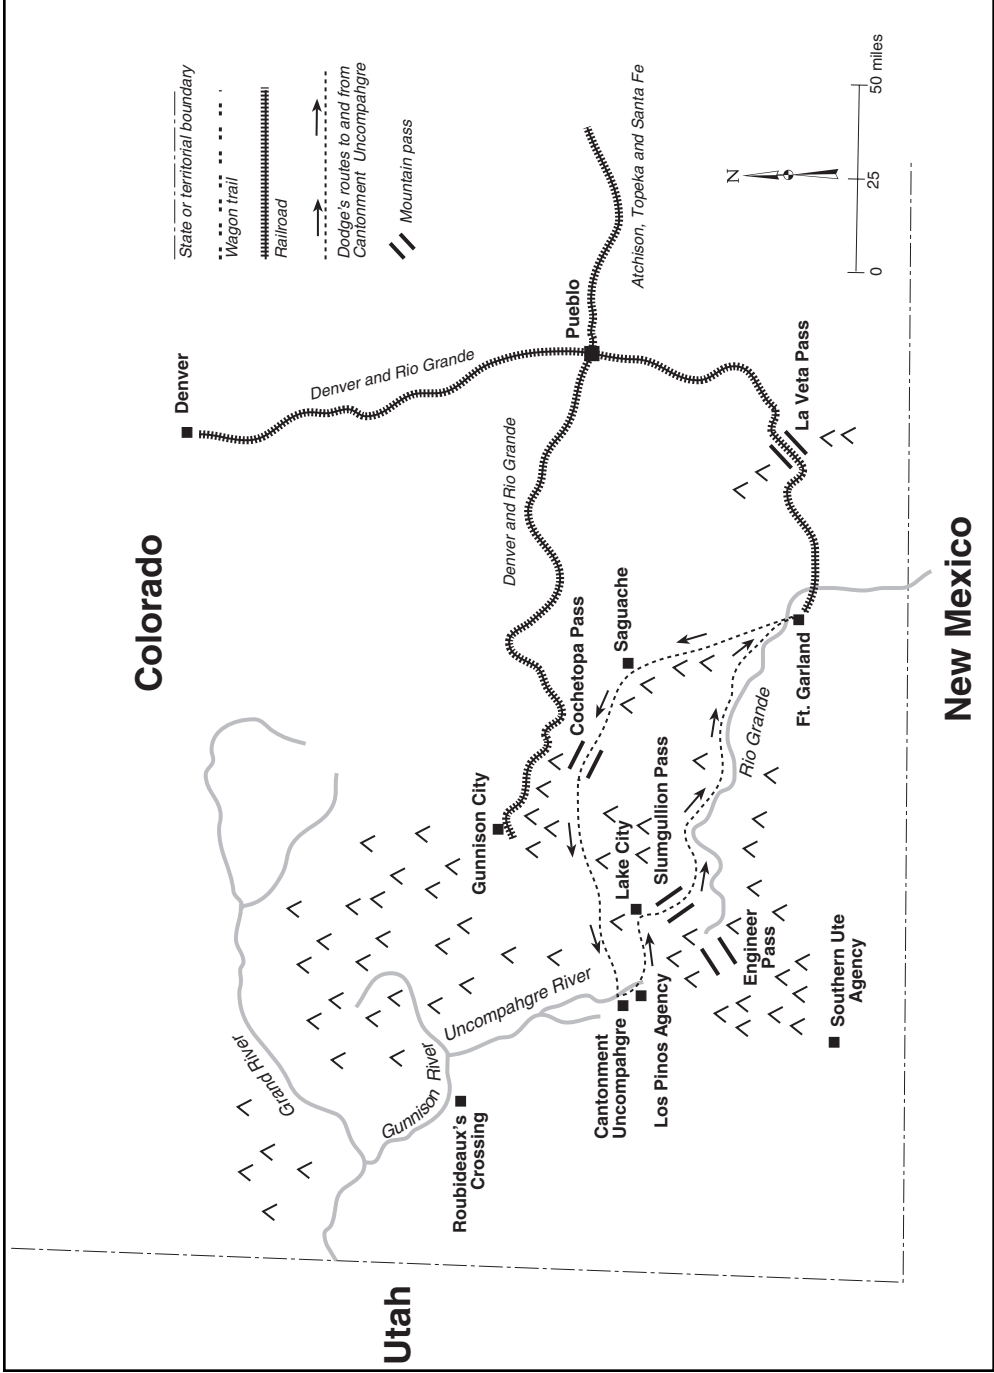 Colorado
Utah
New Mexico
State or territorial boundary
Wagon trail
Railroad
Dodge's routes to and from
Cantonment Uncompahgre
Mountain pass
Denver
Denver and Rio Grande
Pueblo
Atchison, Topeka and Santa Fe
Denver and Rio Grande
Gunnison City
Cochetopa Pass
Saguache
La Veta Pass
Ft. Garland
Rio Grande
Slumgullion Pass
Lake City
Engineer
Pass
Southern Ute
Agency
Los Pinos Agency
Cantonment
Uncompahgre
Uncompahgre River
Gunnison River
Grand River
Roubideaux's
Crossing
N
0
25
50 miles